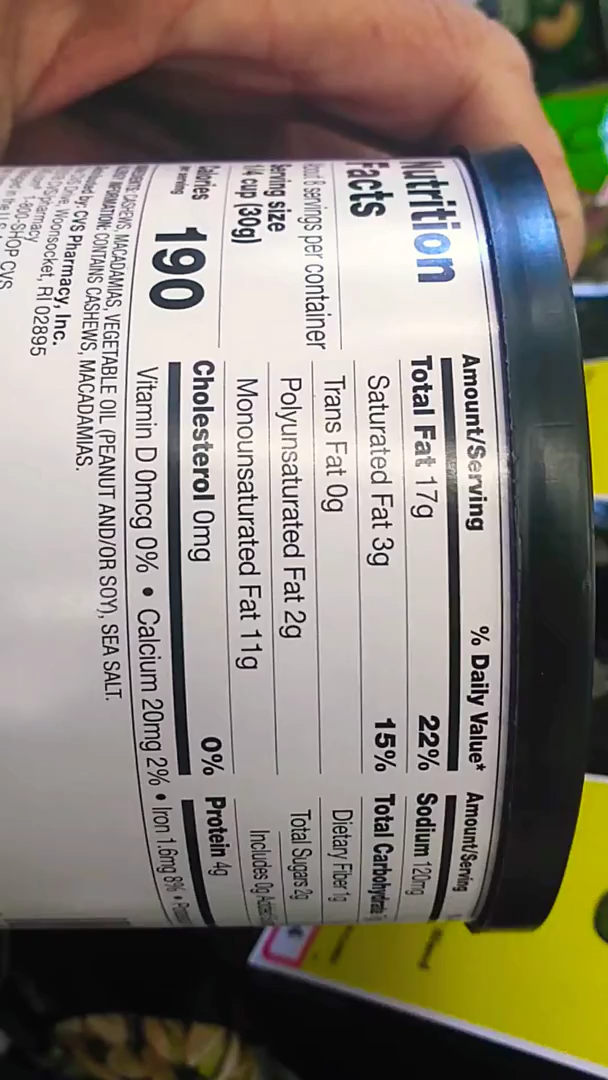 Nutrition
Facts
servings per container
serving size
1/4 cup (30g)
Calories
190
Amount/Serving
% Daily Value*
Total Fat 17g
22%
Saturated Fat 3g
15%
Trans Fat 0g
Polyunsaturated Fat 2g
Monounsaturated Fat 11g
Cholesterol 0mg
0%
Amount/Serving
Sodium 120mg
Total Carbohydrate
Dietary Fiber 1g
Total Sugars 2g
Includes 0g
Protein 4g
Vitamin D 0mcg 0% • Calcium 20mg 2% • Iron 1.6mg 8% •
CASHEWS, MACADAMIAS, VEGETABLE OIL (PEANUT AND/OR SOY), SEA SALT.
INFORMATION: CONTAINS CASHEWS, MACADAMIAS.
by: CVS Pharmacy, Inc.
Woonsocket, RI 02895
pharmacy
SHOP CVS